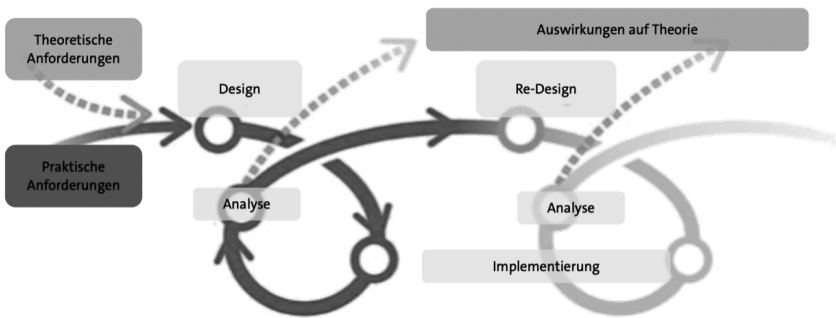 Theoretische
Anforderungen
Auswirkungen auf Theorie
Design
Re-Design
Praktische
Anforderungen
Analyse
Analyse
Implementierung